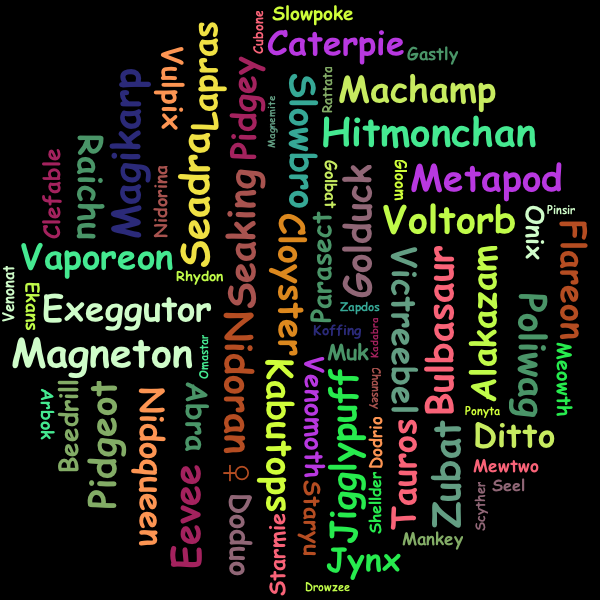 Slowpoke
Cubone
Caterpie
Gastly
Lapras
Vulpix
Pidgey
Magikarp
Slowbro
Rattata
Machamp
Magnemite
Hitmonchan
Raichu
Clefable
Nidorina
Seadra
Seaking
Golbat
Golduck
Gloom
Metapod
Voltorb
Onix
Pinsir
Flareon
Vaporeon
Rhydon
Cloyster
Parasect
Victreebel
Bulbasaur
Alakazam
Venonat
Ekans
Exeggutor
Zapdos
Koffing
Kadabra
Poliwag
Magneton
Omastar
Nidoran ♀
Muk
Meowth
Arbok
Beedrill
Pidgeot
Nidoqueen
Abra
Kabutops
Venomoth
Jigglypuff
Chansey
Dodrio
Tauros
Ponyta
Ditto
Zubat
Mewtwo
Eevee
Doduo
Staryu
Shellder
Scyther
Seel
Starmie
Mankey
Jynx
Drowzee